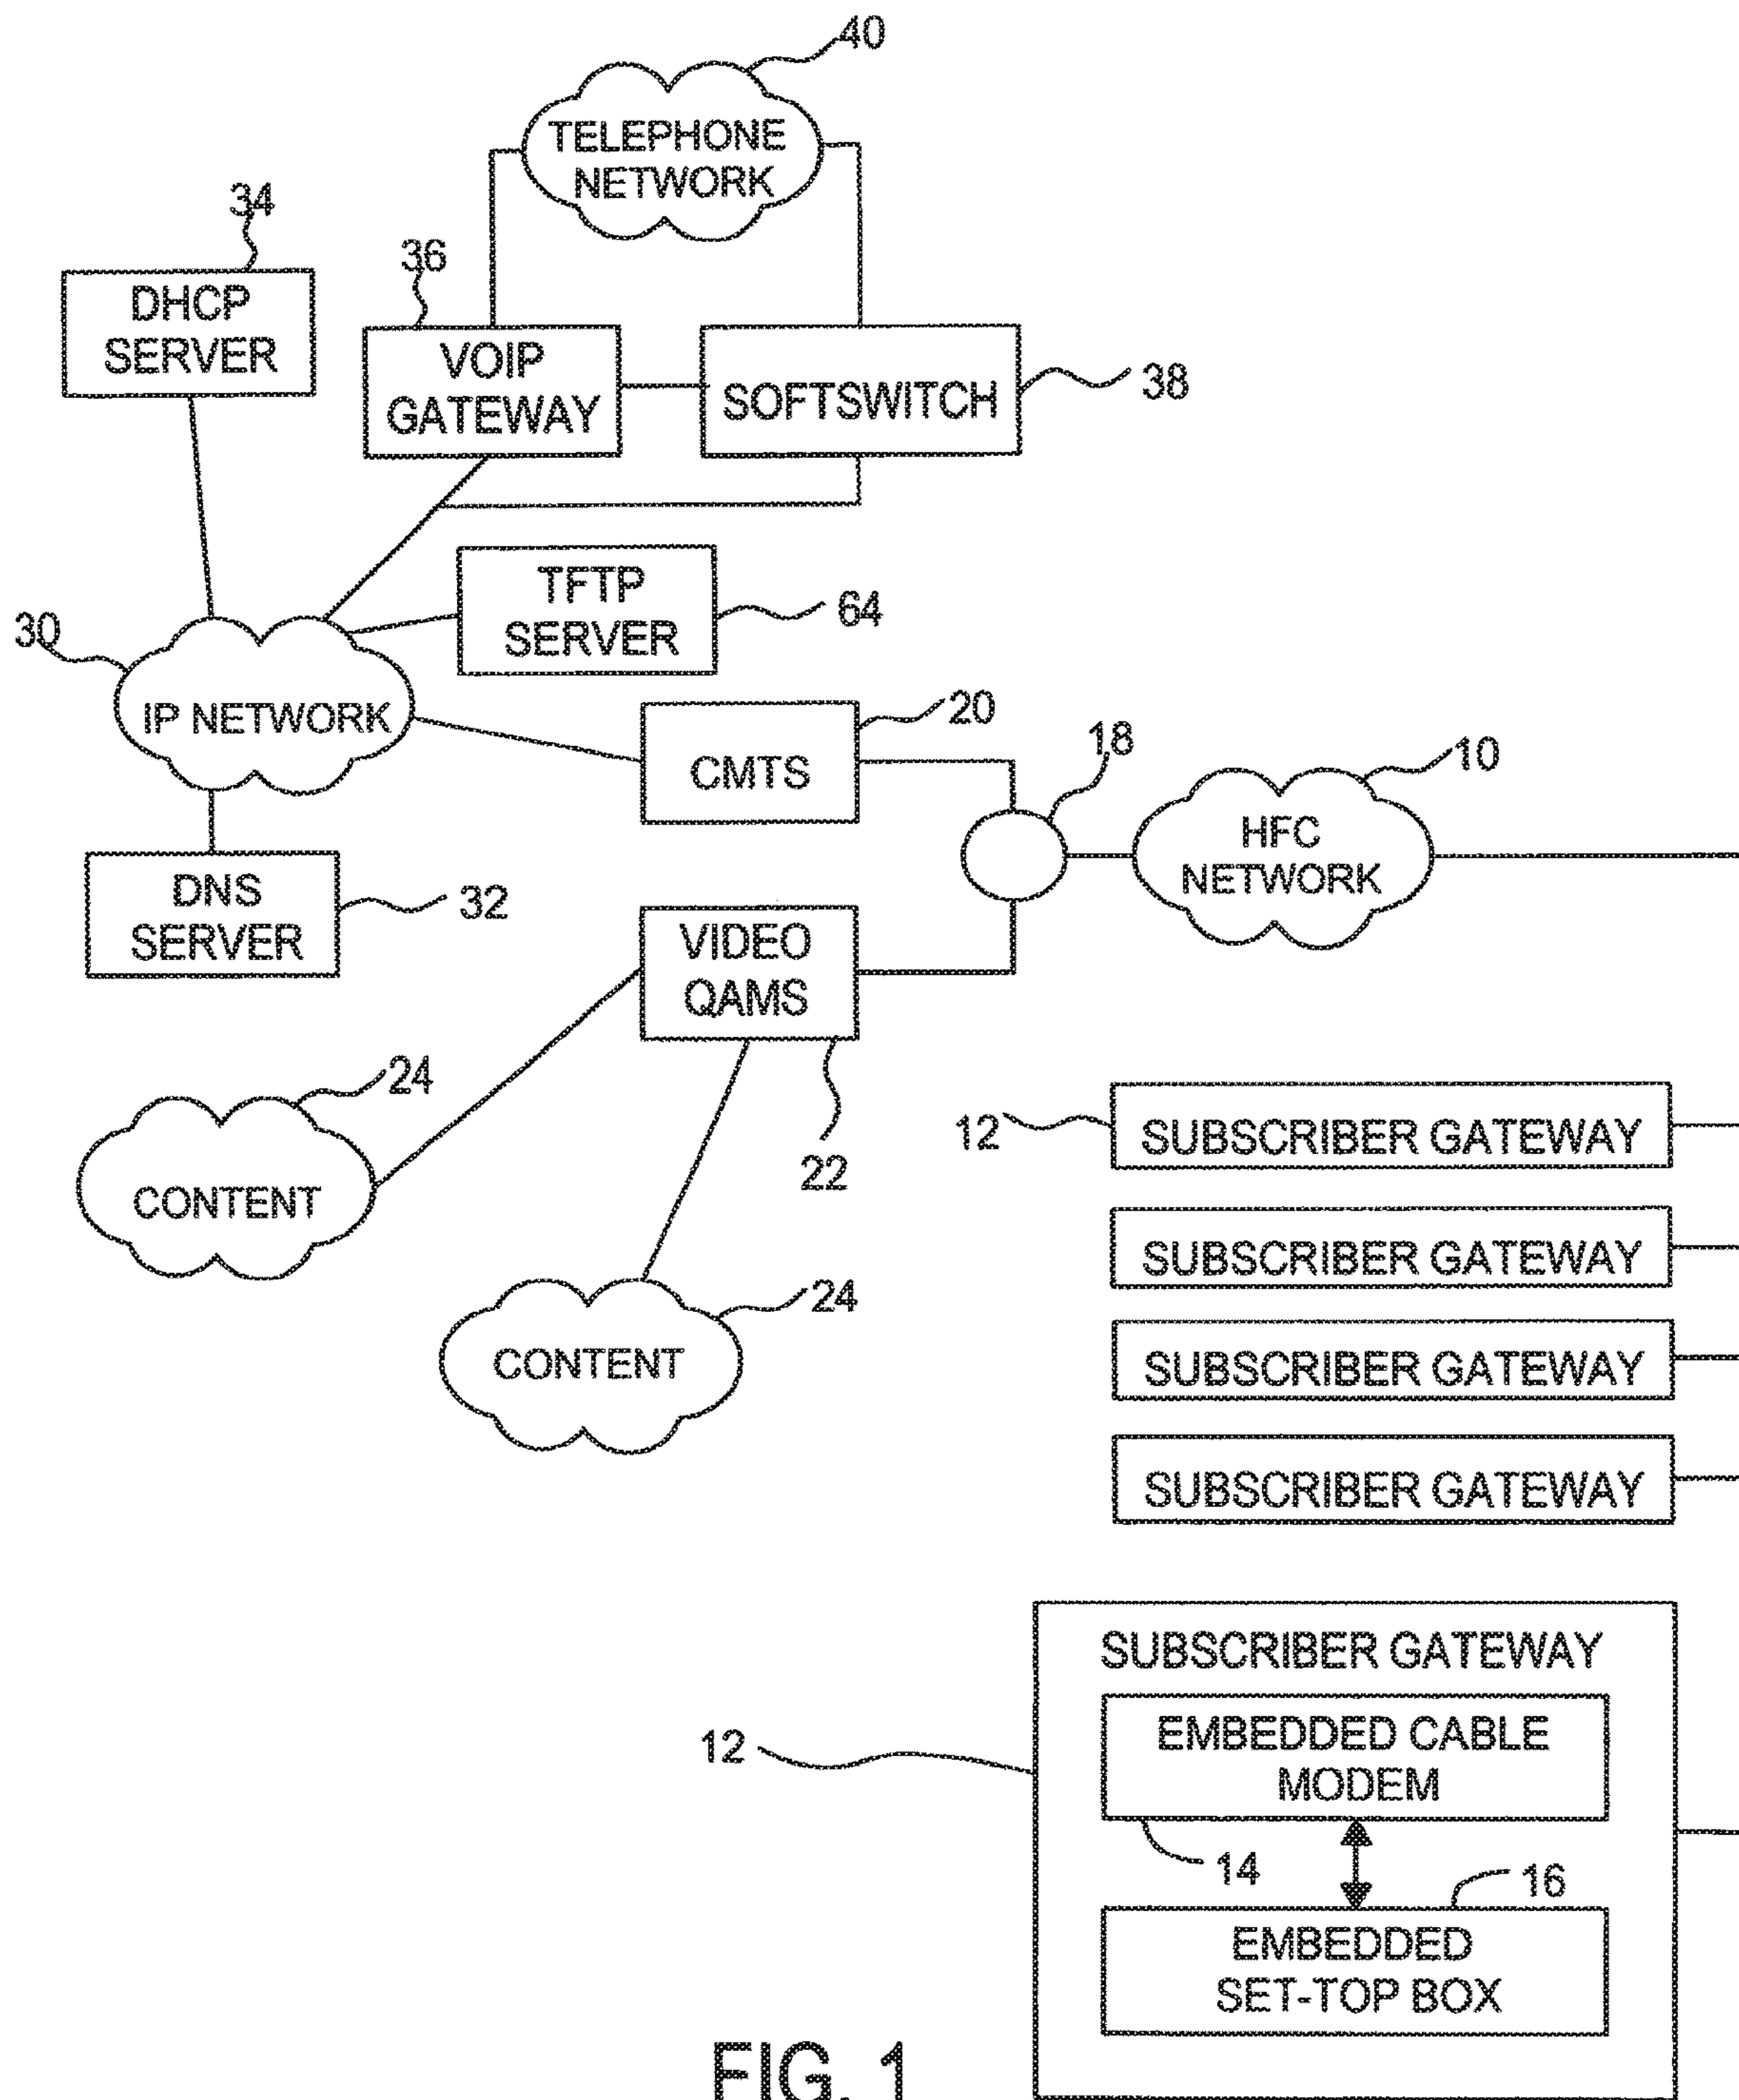 40
TELEPHONE
NETWORK
34
DHCP
SERVER
36
VOIP
GATEWAY
SOFTSWITCH
38
TFTP
SERVER
64
30
IP NETWORK
20
CMTS
18
10
HFC
NETWORK
DNS
SERVER
32
VIDEO
QAMS
22
24
CONTENT
24
CONTENT
12
SUBSCRIBER GATEWAY
SUBSCRIBER GATEWAY
SUBSCRIBER GATEWAY
SUBSCRIBER GATEWAY
12
SUBSCRIBER GATEWAY
EMBEDDED CABLE
MODEM
14
16
EMBEDDED
SET-TOP BOX
FIG. 1